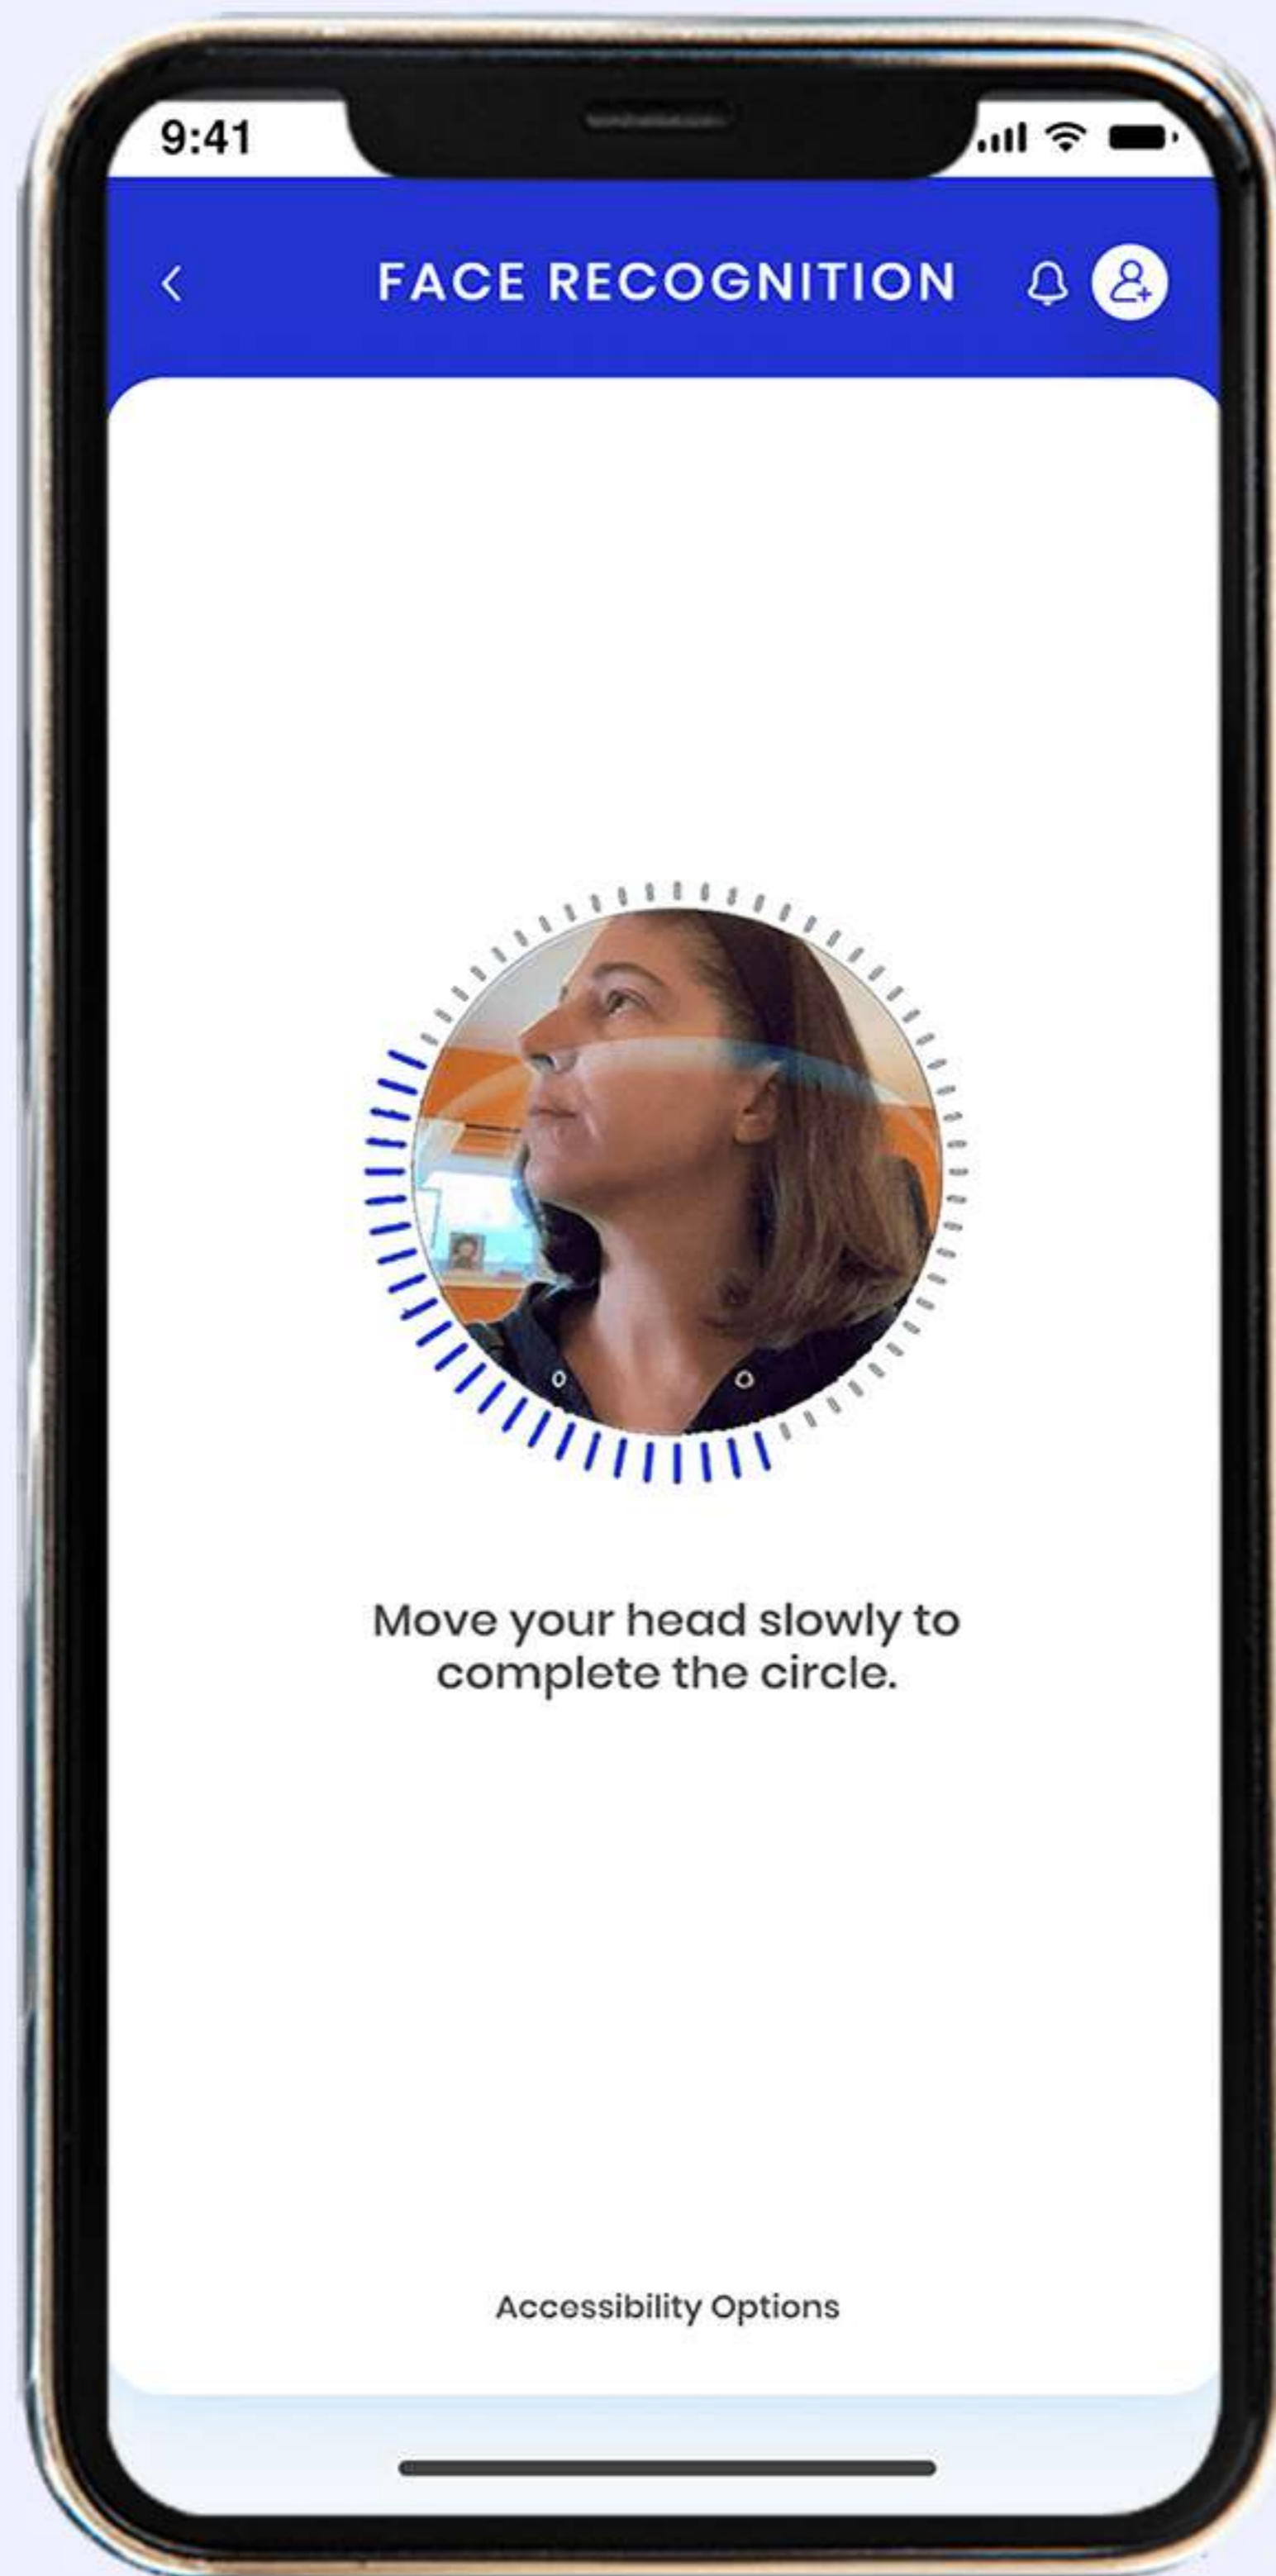 9:41
FACE RECOGNITION
Move your head slowly to
complete the circle.
Accessibility Options